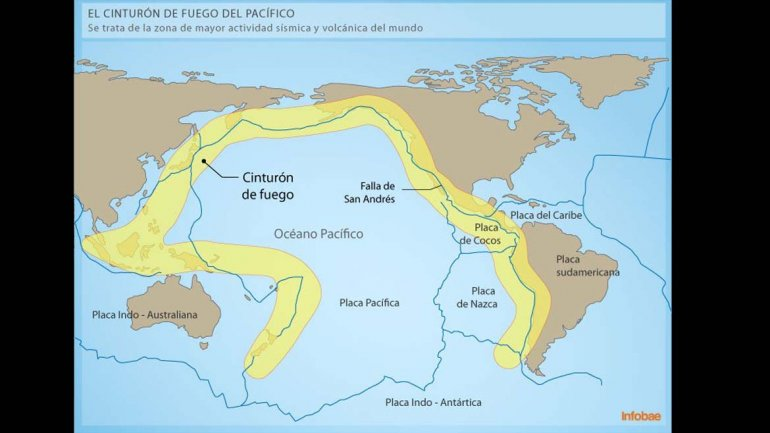 EL CINTURÓN DE FUEGO DEL PACÍFICO
Se trata de la zona de mayor actividad sísmica y volcánica del mundo
Cinturón
de fuego
Falla de
San Andrés
Placa del Caribe
Placa
de Cocos
Océano Pacífico
Placa
sudamericana
Placa
de Nazca
Placa Pacífica
Placa Indo - Australiana
Placa Indo - Antártica
Infobae